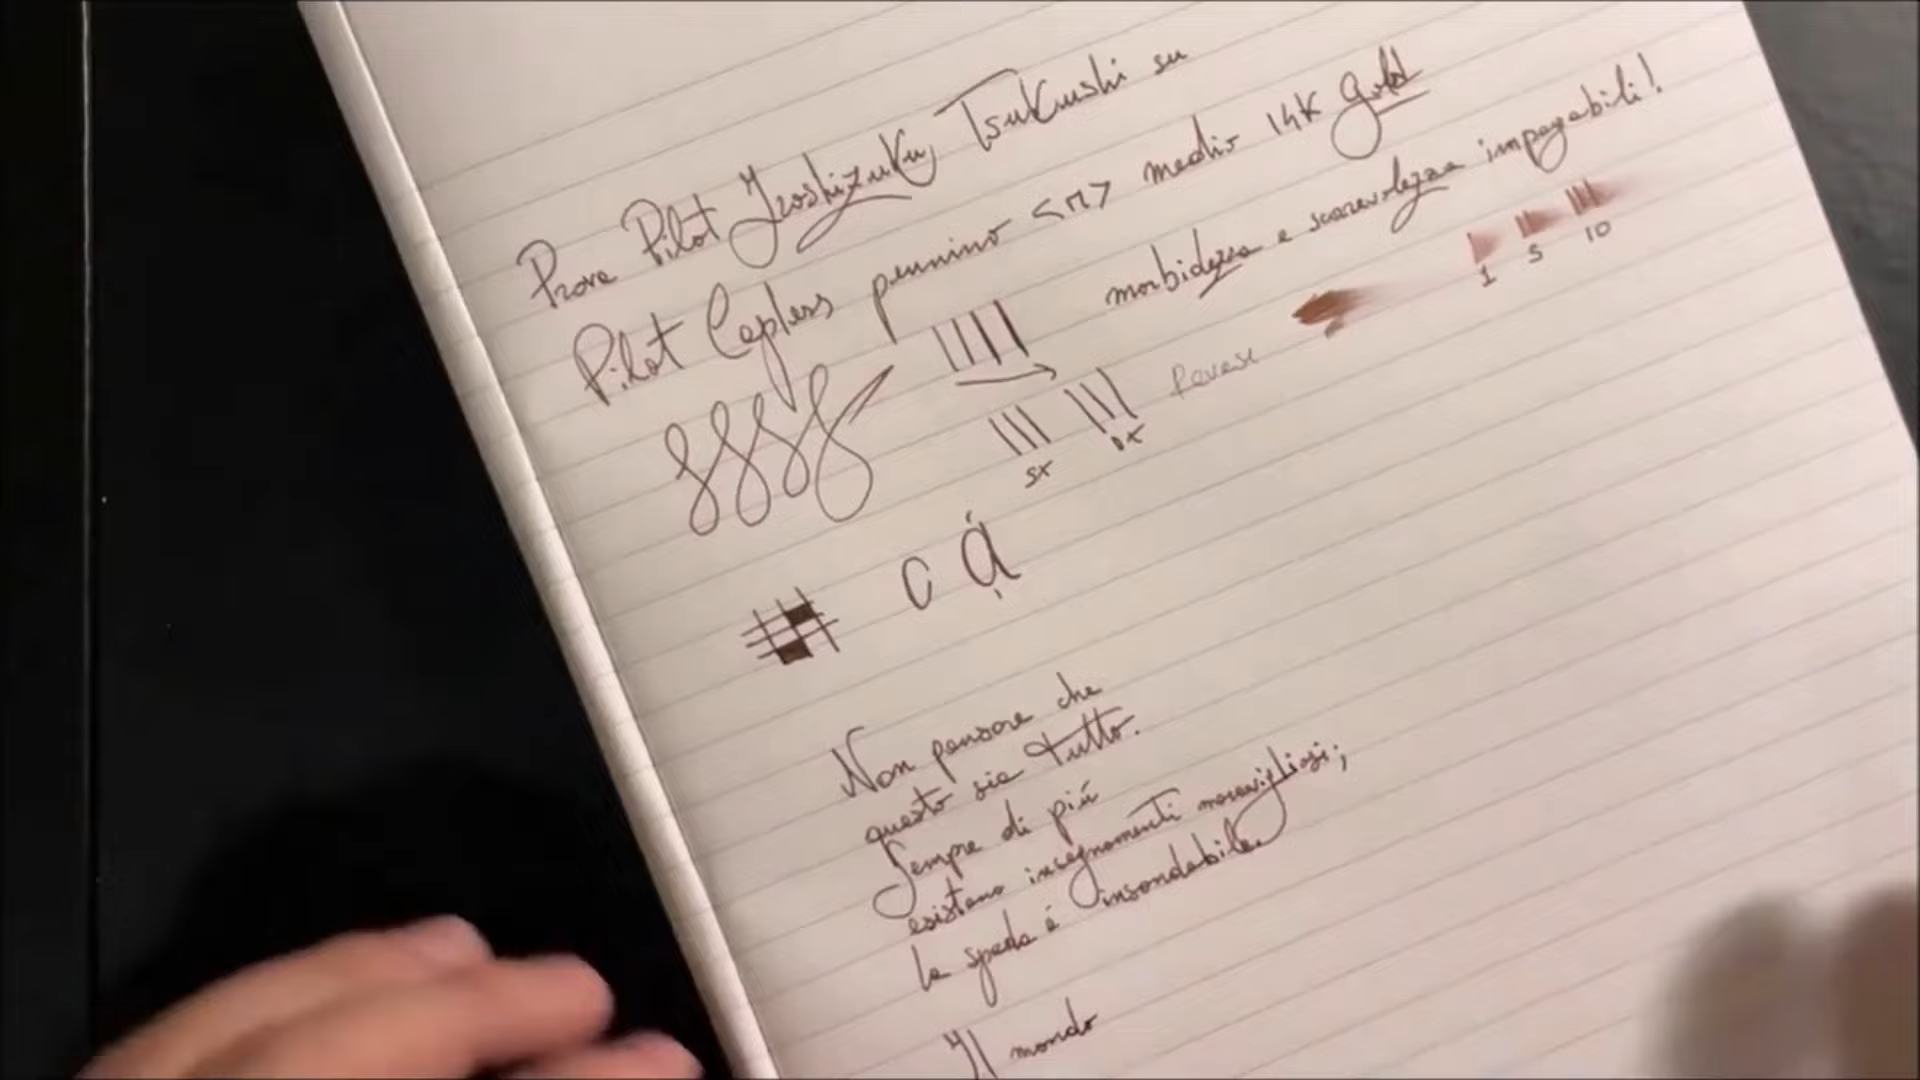 Prova Pilot Iroshizuku, Tsukushi su
Pilot Capless pennino <M> medio 14K gold
morbidezza e scorrevolezza impagabili!
1 5 10
Reverse
sx dx
c a
Non pensare che
questo sia tutto.
Sempre di più
esistono insegnamenti meravigliosi;
la spada é insondabile.
Il mondo